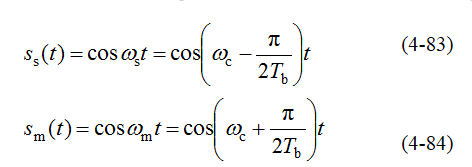 s_s(t) = cos ω_s t = cos(ω_c − π/2T_b) t (4-83)
s_m(t) = cos ω_m t = cos(ω_c + π/2T_b) t (4-84)